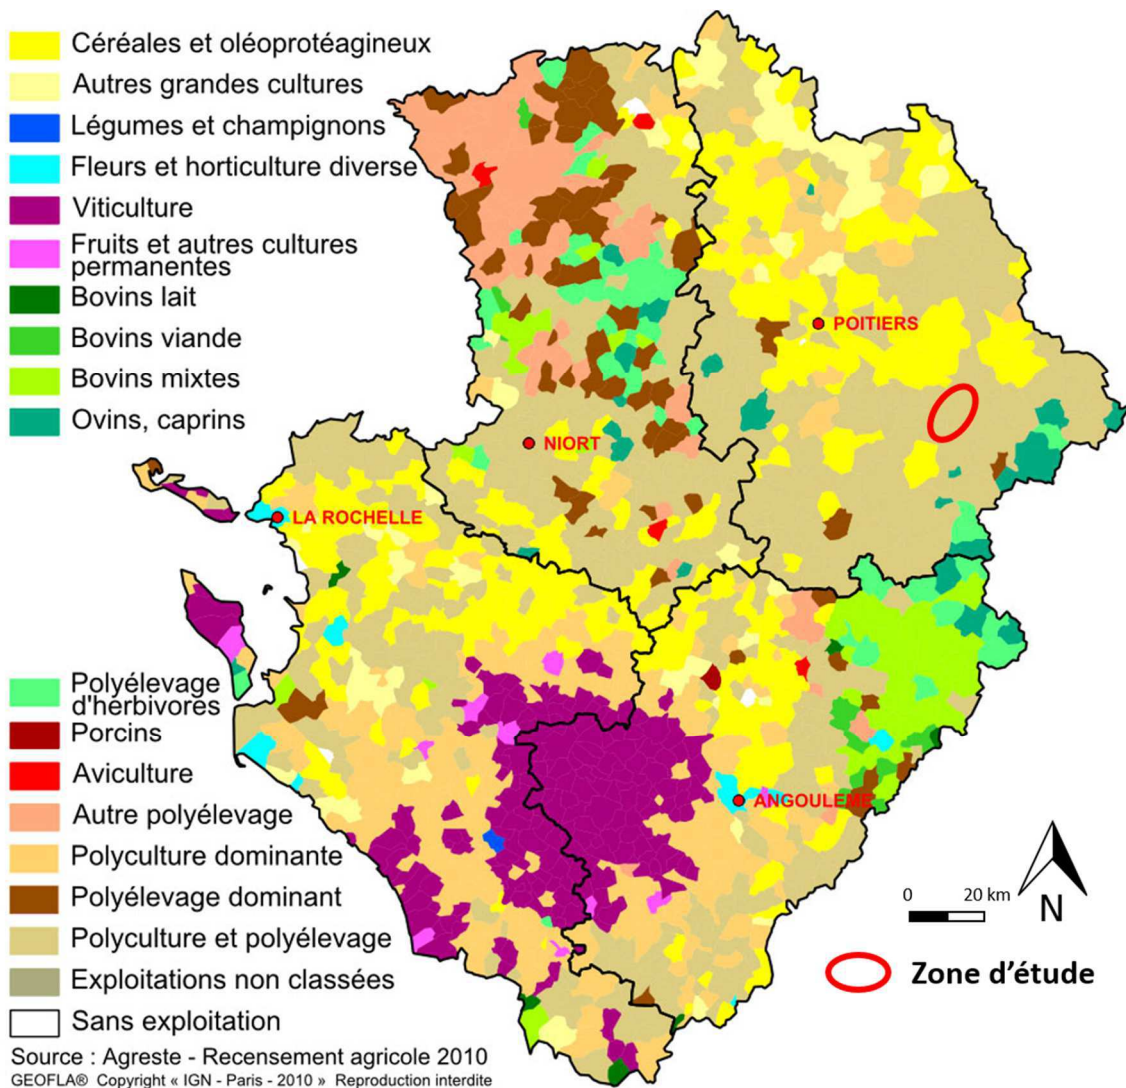 Céréales et oléoprotéagineux
Autres grandes cultures
Légumes et champignons
Fleurs et horticulture diverse
Viticulture
Fruits et autres cultures
permanentes
Bovins lait
Bovins viande
Bovins mixtes
Ovins, caprins
POITIERS
NIORT
LA ROCHELLE
ANGOULEME
Polyélevage
d'herbivores
Porcins
Aviculture
Autre polyélevage
Polyculture dominante
Polyélevage dominant
Polyculture et polyélevage
Exploitations non classées
Sans exploitation
0 20 km
N
Zone d'étude
Source : Agreste - Recensement agricole 2010
GEOFLA® Copyright « IGN - Paris - 2010 » Reproduction interdite